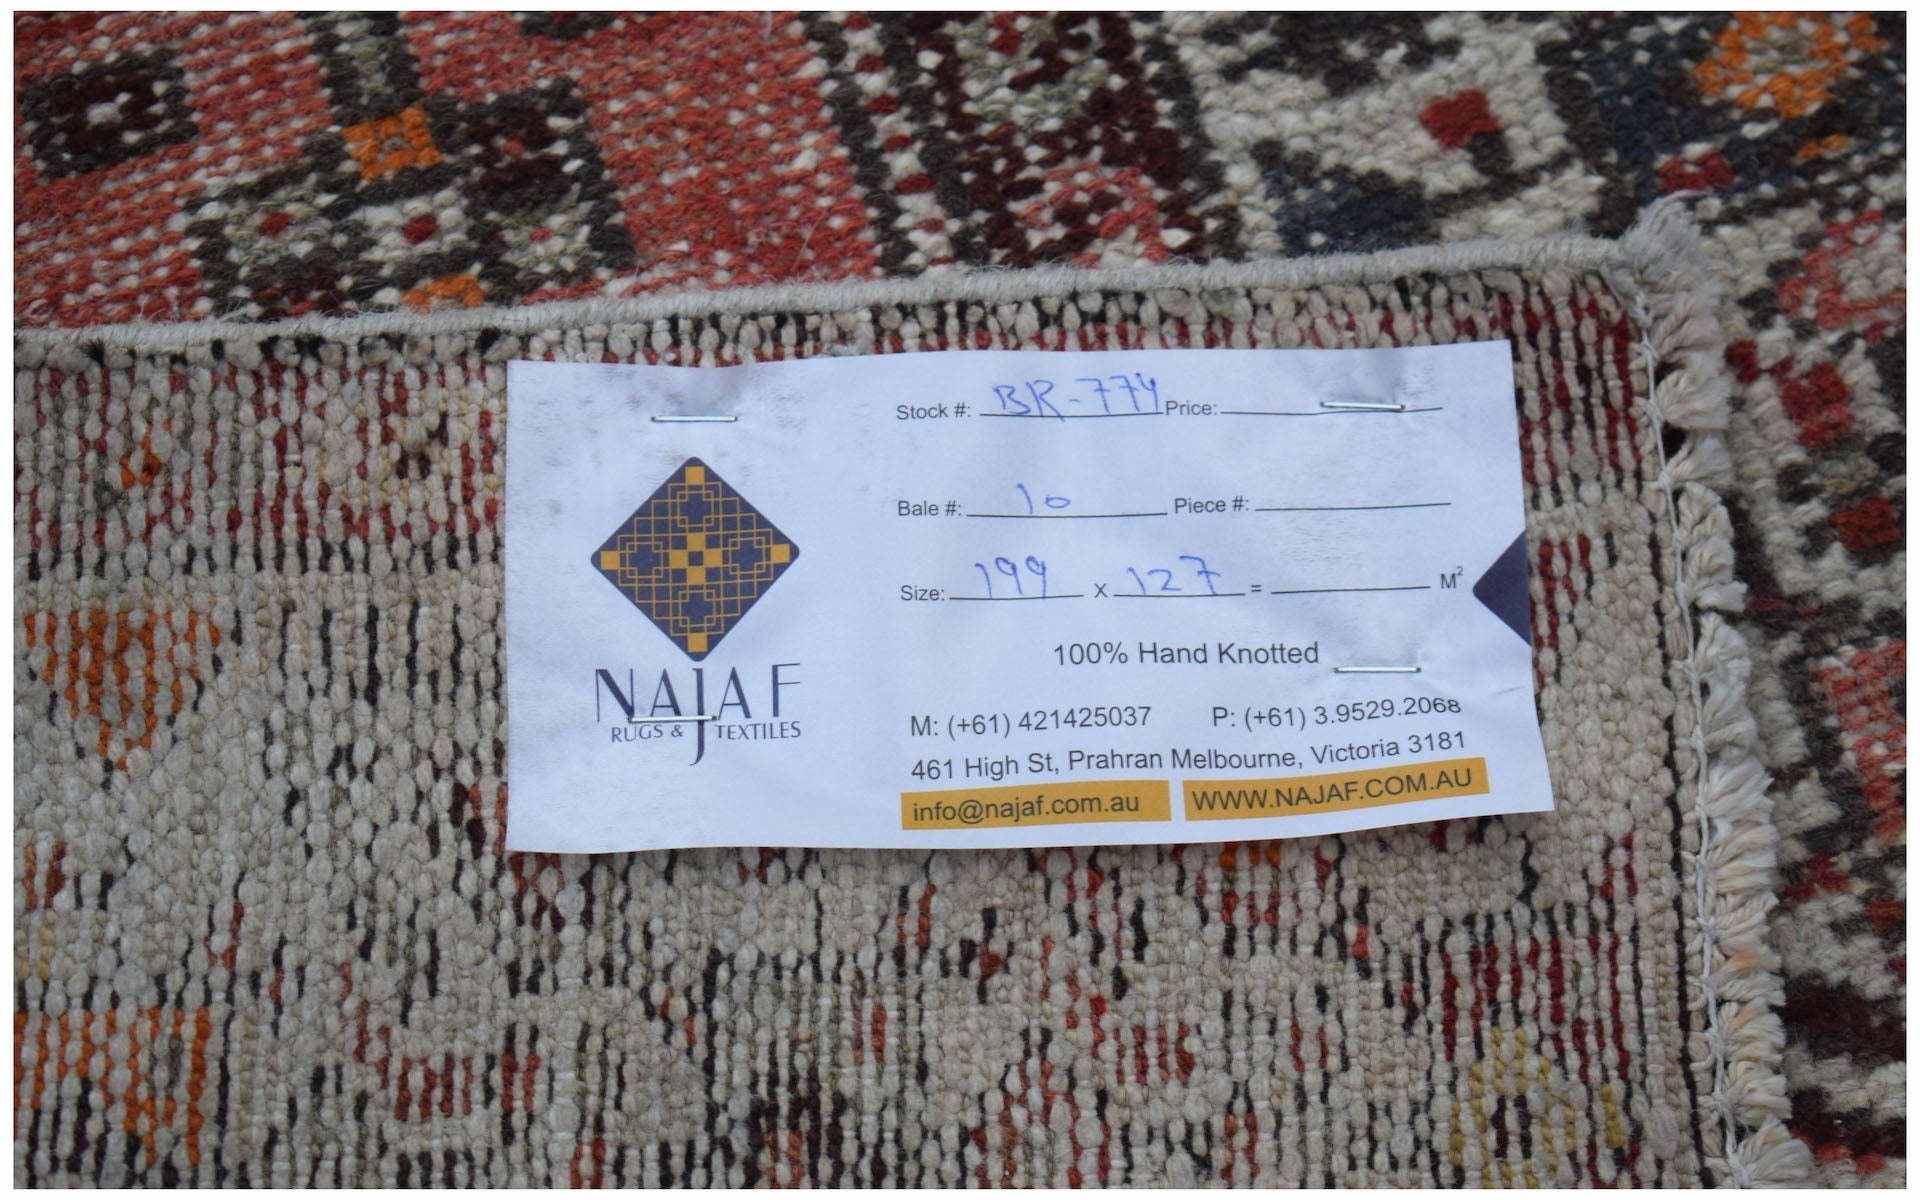 Stock #: BR-774 Price:
Bale #: 10 Piece #:
Size: 199 x 127 = M²
100% Hand Knotted
NAJAF
RUGS & TEXTILES
M: (+61) 421425037 P: (+61) 3.9529.2068
461 High St, Prahran Melbourne, Victoria 3181
info@najaf.com.au WWW.NAJAF.COM.AU